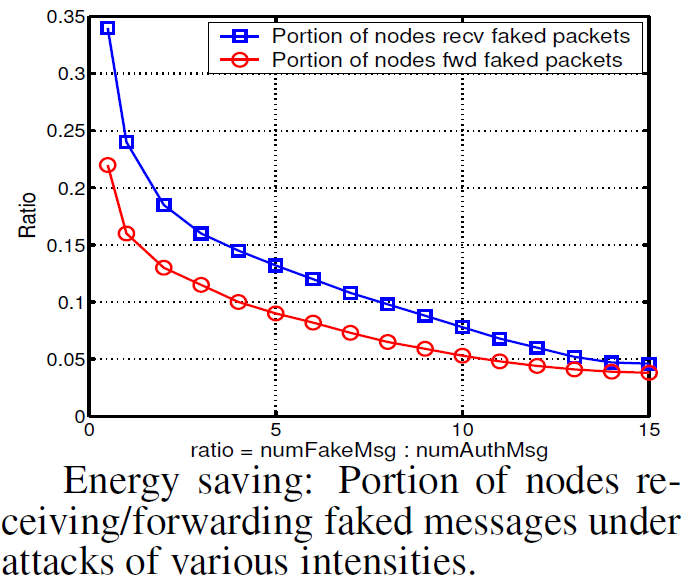 0.35
Portion of nodes recv faked packets
Portion of nodes fwd faked packets
0.3
0.25
0.2
0.15
0.1
0.05
0
Ratio
0 5 10 15
ratio = numFakeMsg : numAuthMsg
Energy saving: Portion of nodes re-
ceiving/forwarding faked messages under
attacks of various intensities.